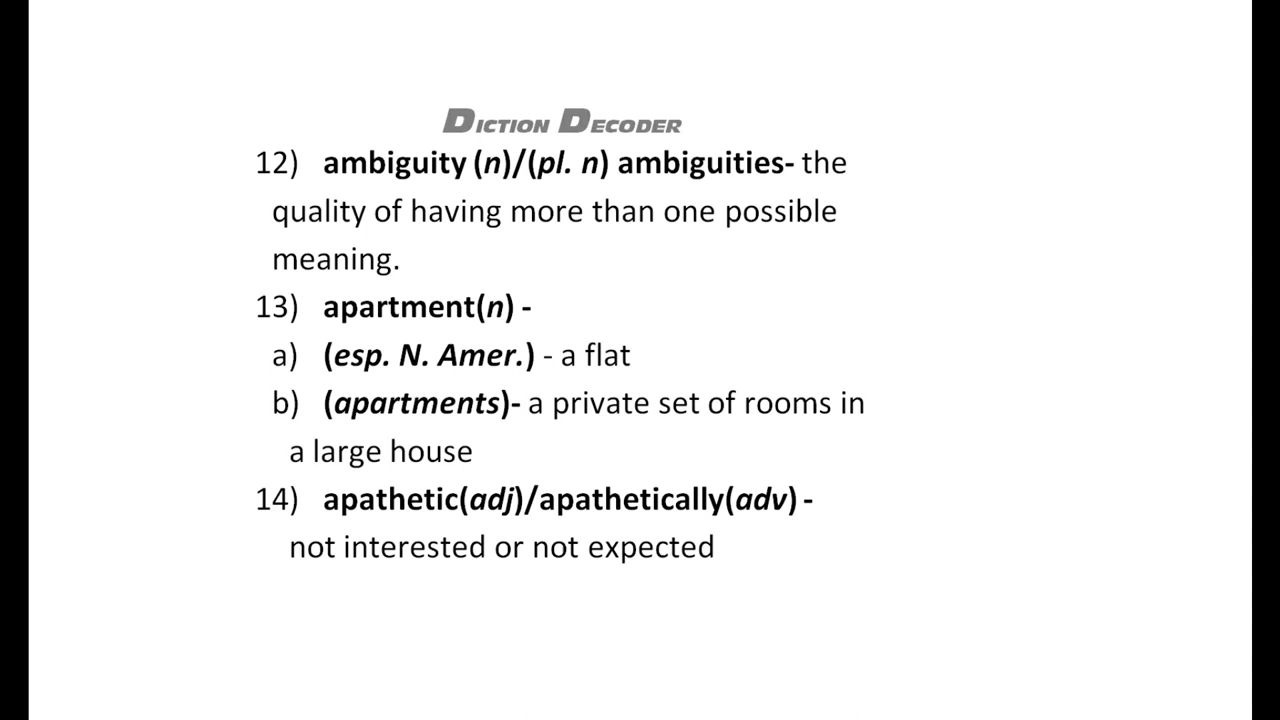 DICTION DECODER
12) ambiguity (n)/(pl. n) ambiguities- the
quality of having more than one possible
meaning.
13) apartment(n) -
a) (esp. N. Amer.) - a flat
b) (apartments)- a private set of rooms in
a large house
14) apathetic(adj)/apathetically(adv) -
not interested or not expected